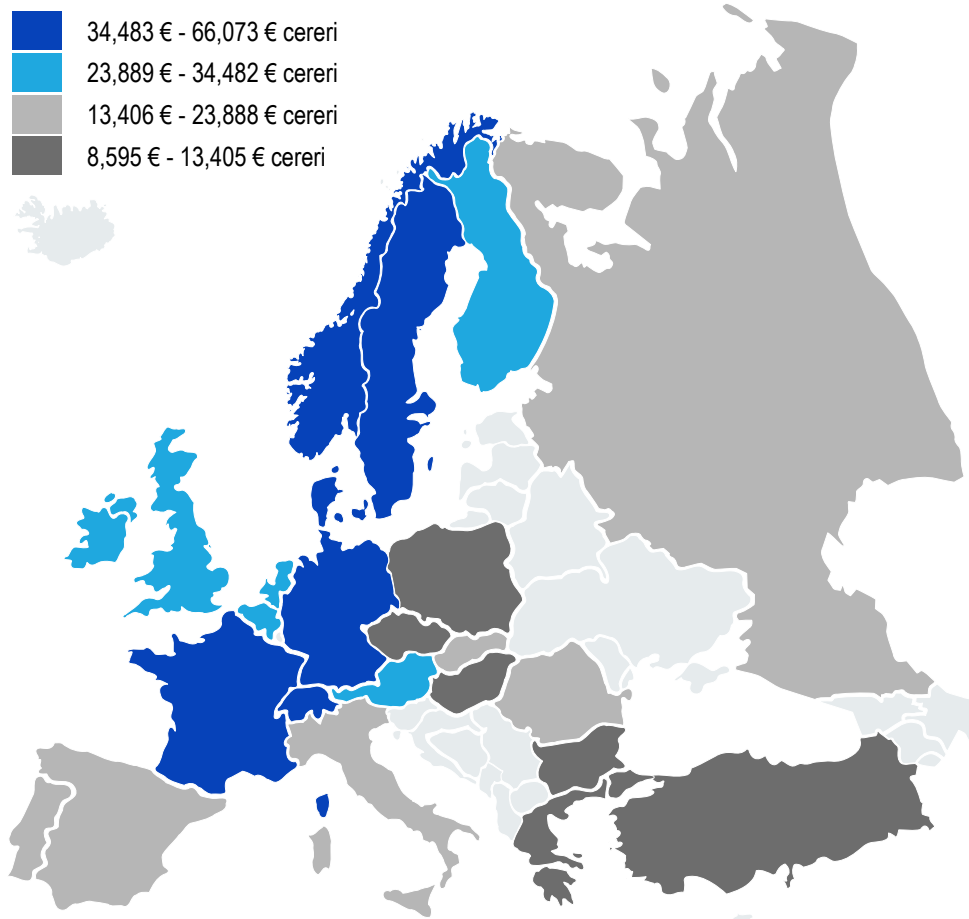 34,483 € - 66,073 € cereri
23,889 € - 34,482 € cereri
13,406 € - 23,888 € cereri
8,595 € - 13,405 € cereri